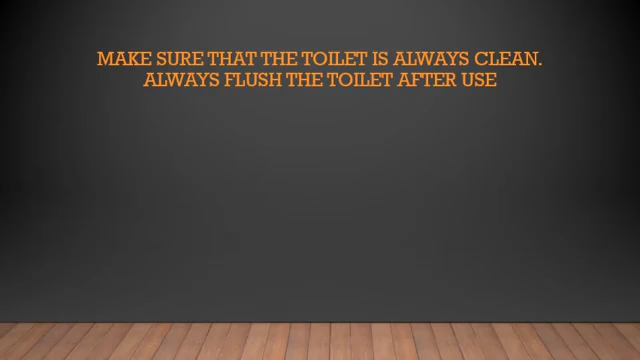 MAKE SURE THAT THE TOILET IS ALWAYS CLEAN.
ALWAYS FLUSH THE TOILET AFTER USE